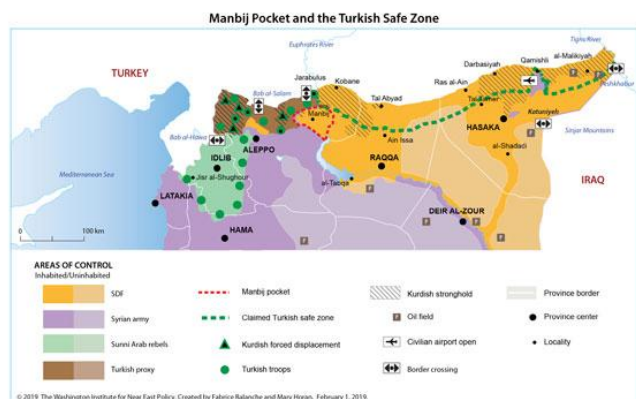 Manbij Pocket and the Turkish Safe Zone
Euphrates River
Tigris River
TURKEY
al-Malikiyah
Qamishli
Darbasiyah
Jarabulus
Kobane
Bab al-Salam
Ras al-Ain
Peshkhabur
Tal Abyad
Manbij
Tal Tamer
Katuniyeh
HASAKA
Bab al-Hawa
ALEPPO
Ain Issa
Sinjar Mountains
IDLIB
al-Shadadi
RAQQA
Jisr al-Shughour
al-Taqba
Mediterranean Sea
IRAQ
LATAKIA
DEIR AL-ZOUR
HAMA
0 100 km
AREAS OF CONTROL
Inhabited/Uninhabited
SDF
Syrian army
Sunni Arab rebels
Turkish proxy
Manbij pocket
Claimed Turkish safe zone
Kurdish forced displacement
Turkish troops
Kurdish stronghold
P Oil field
Civilian airport open
Border crossing
Province border
Province center
Locality
© 2019 The Washington Institute for Near East Policy. Created by Fabrice Balanche and Mary Horan, February 1, 2019.